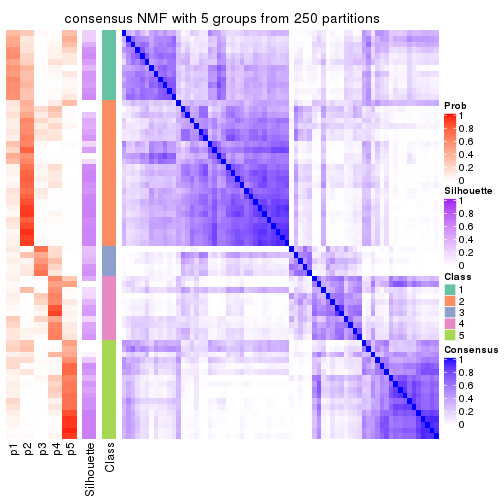 consensus NMF with 5 groups from 250 partitions
Prob
1
0.8
0.6
0.4
0.2
0
Silhouette
1
0.8
0.6
0.4
0.2
0
Class
1
2
3
4
5
Consensus
1
0.8
0.6
0.4
0.2
0
p1
p2
p3
p4
p5
Silhouette
Class